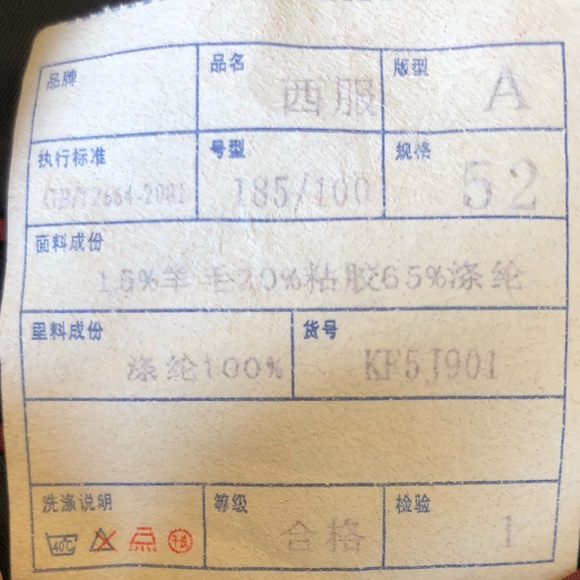 品牌
品名 西服
版型 A
执行标准 GB/T2664-2001
号型 185/100
规格 52
面料成份
15%羊毛20%粘胶65%涤纶
里料成份 涤纶100%
货号 KF5J901
洗涤说明 40C 干洗
等级 合格
检验 1